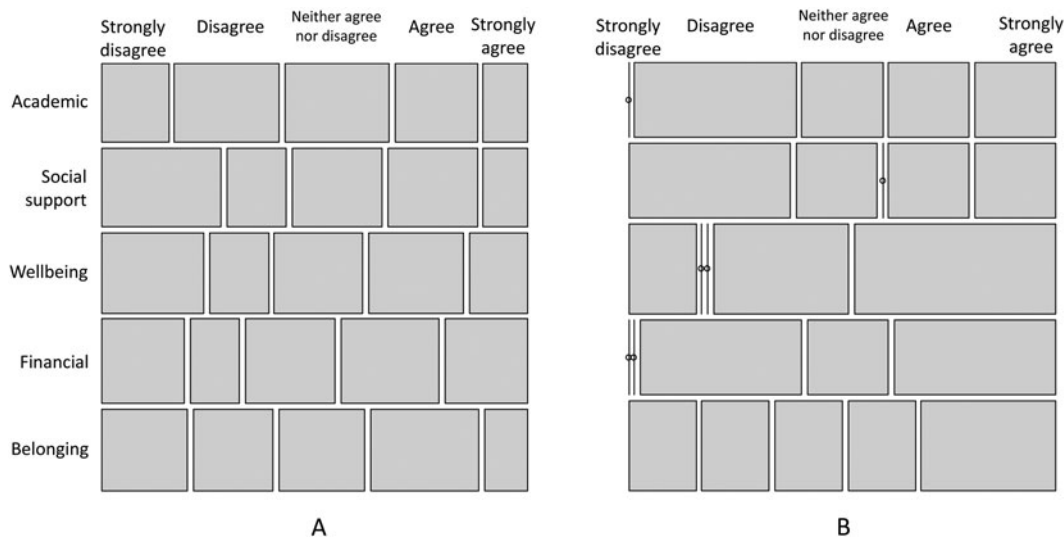 Strongly disagree
Disagree
Neither agree nor disagree
Agree
Strongly agree
Strongly disagree
Disagree
Neither agree nor disagree
Agree
Strongly agree
Academic
Social
support
Wellbeing
Financial
Belonging
A
B